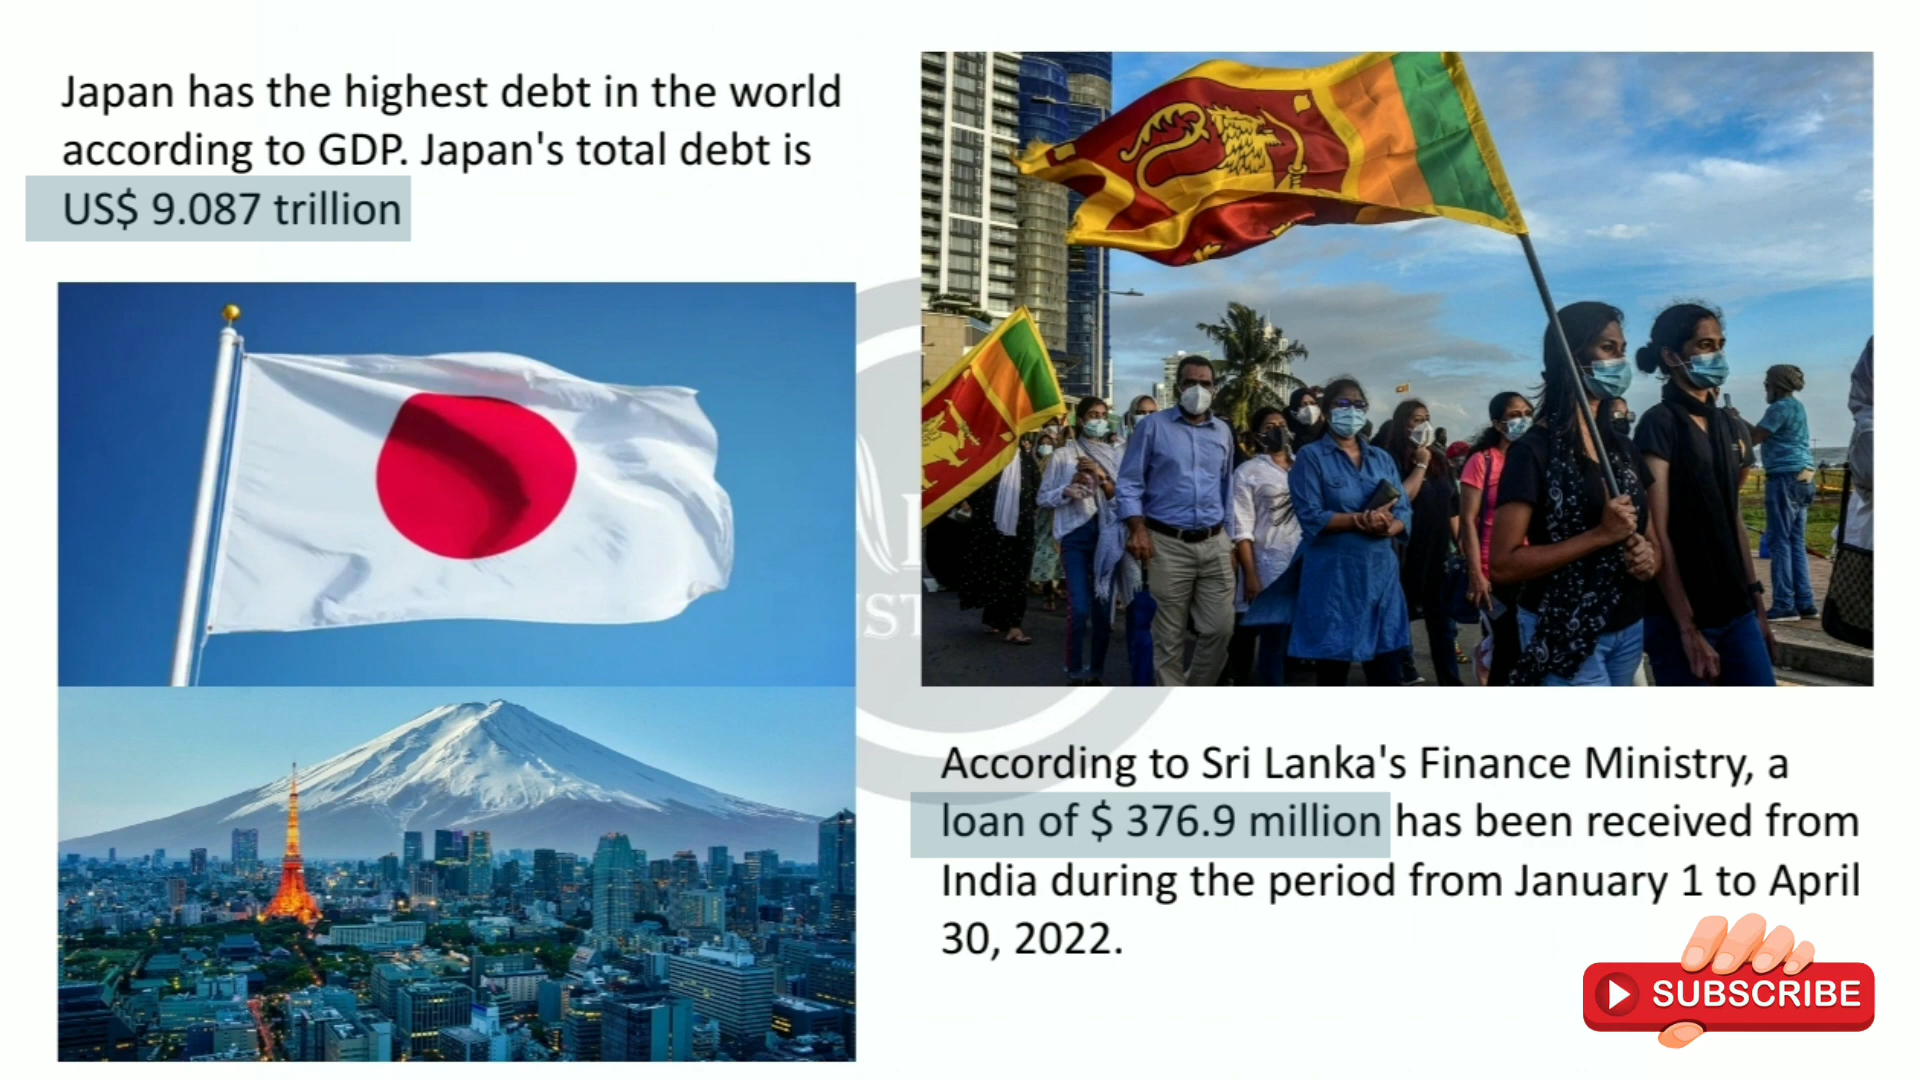 Japan has the highest debt in the world
according to GDP. Japan's total debt is
US$ 9.087 trillion
According to Sri Lanka's Finance Ministry, a
loan of $ 376.9 million has been received from
India during the period from January 1 to April
30, 2022.
SUBSCRIBE